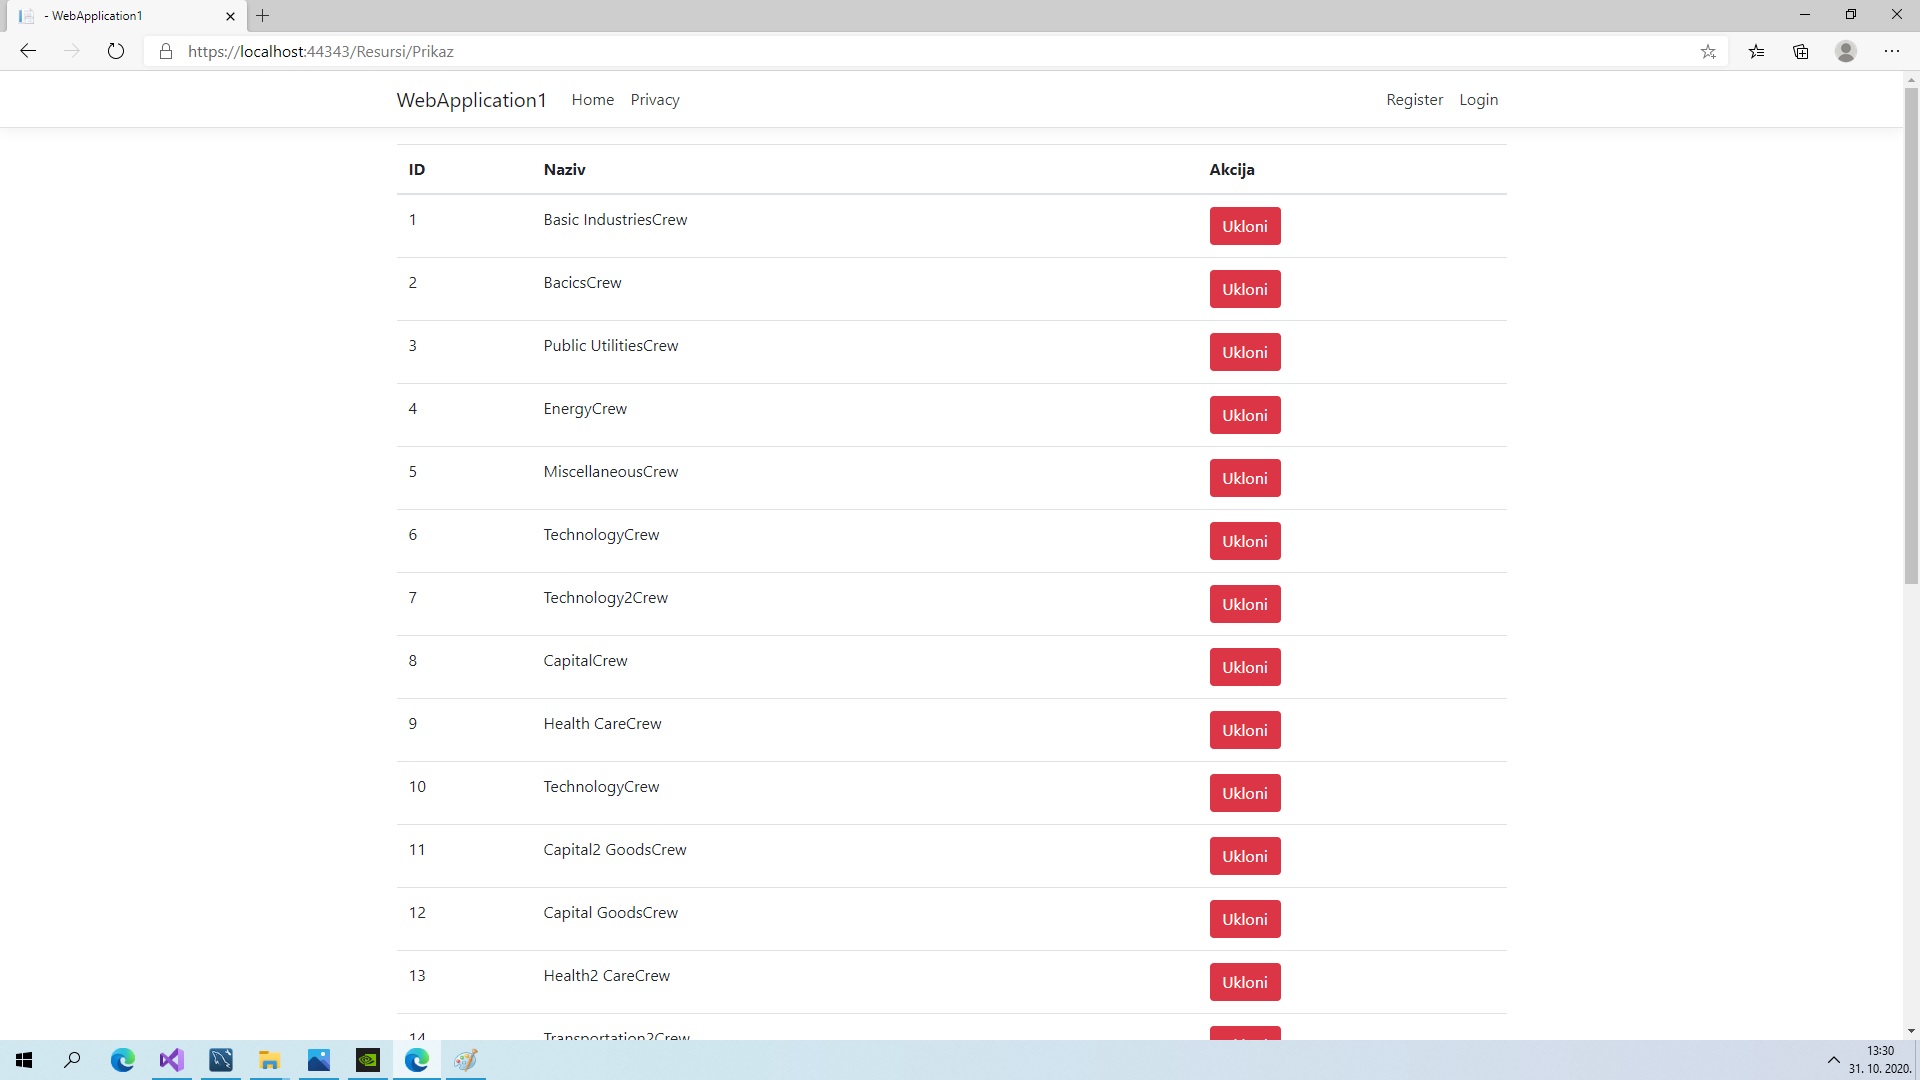 - WebApplication1
https://localhost:44343/Resursi/Prikaz
WebApplication1 Home Privacy Register Login
ID Naziv Akcija
1 Basic IndustriesCrew Ukloni
2 BacicsCrew Ukloni
3 Public UtilitiesCrew Ukloni
4 EnergyCrew Ukloni
5 MiscellaneousCrew Ukloni
6 TechnologyCrew Ukloni
7 Technology2Crew Ukloni
8 CapitalCrew Ukloni
9 Health CareCrew Ukloni
10 TechnologyCrew Ukloni
11 Capital2 GoodsCrew Ukloni
12 Capital GoodsCrew Ukloni
13 Health2 CareCrew Ukloni
14 Transportation2Crew
13:30
31. 10. 2020.